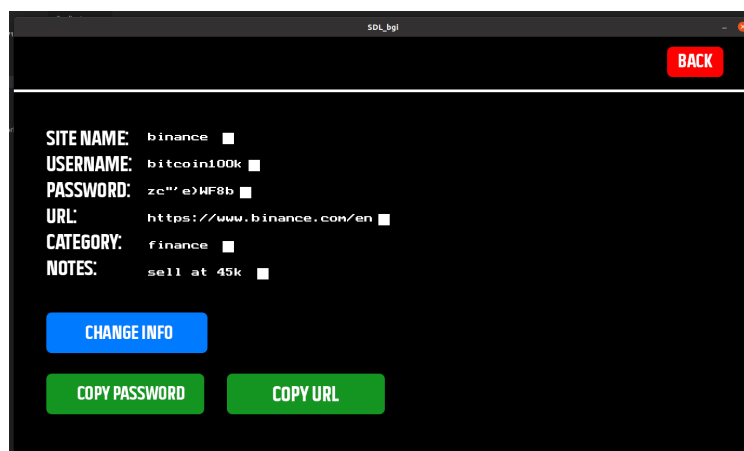 SDL_bgi
BACK
SITE NAME: binance
USERNAME: bitcoin100k
PASSWORD: zc"'e)WF8b
URL: https://www.binance.com/en
CATEGORY: finance
NOTES: sell at 45k
CHANGE INFO
COPY PASSWORD COPY URL